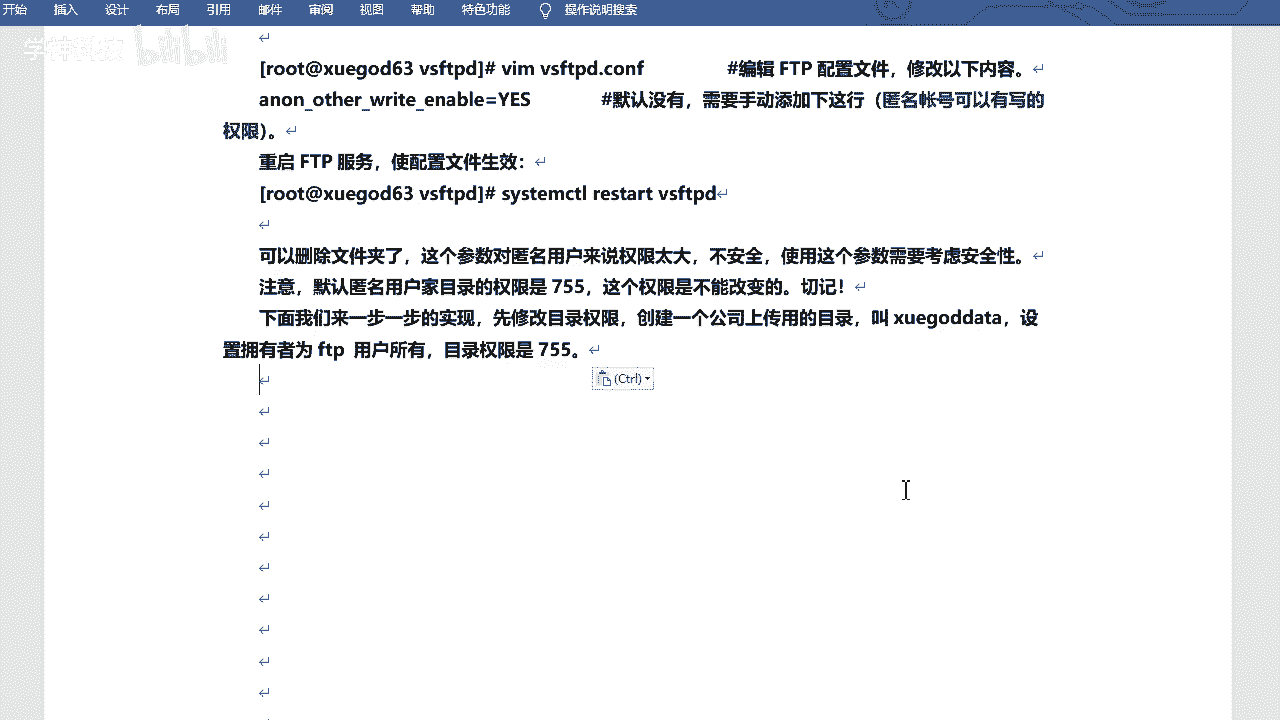 开始 插入 设计 布局 引用 邮件 审阅 视图 帮助 特色功能 操作说明搜索
bilibili
[root@xuegod63 vsftpd]# vim vsftpd.conf #编辑 FTP 配置文件，修改以下内容。
anon_other_write_enable=YES #默认没有，需要手动添加下这行（匿名帐号可以有写的
权限）。
重启 FTP 服务，使配置文件生效：
[root@xuegod63 vsftpd]# systemctl restart vsftpd
可以删除文件夹了，这个参数对匿名用户来说权限太大，不安全，使用这个参数需要考虑安全性。
注意，默认匿名用户家目录的权限是 755，这个权限是不能改变的。切记！
下面我们来一步一步的实现，先修改目录权限，创建一个公司上传用的目录，叫 xuegoddata，设
置拥有者为 ftp 用户所有，目录权限是 755。
(Ctrl)